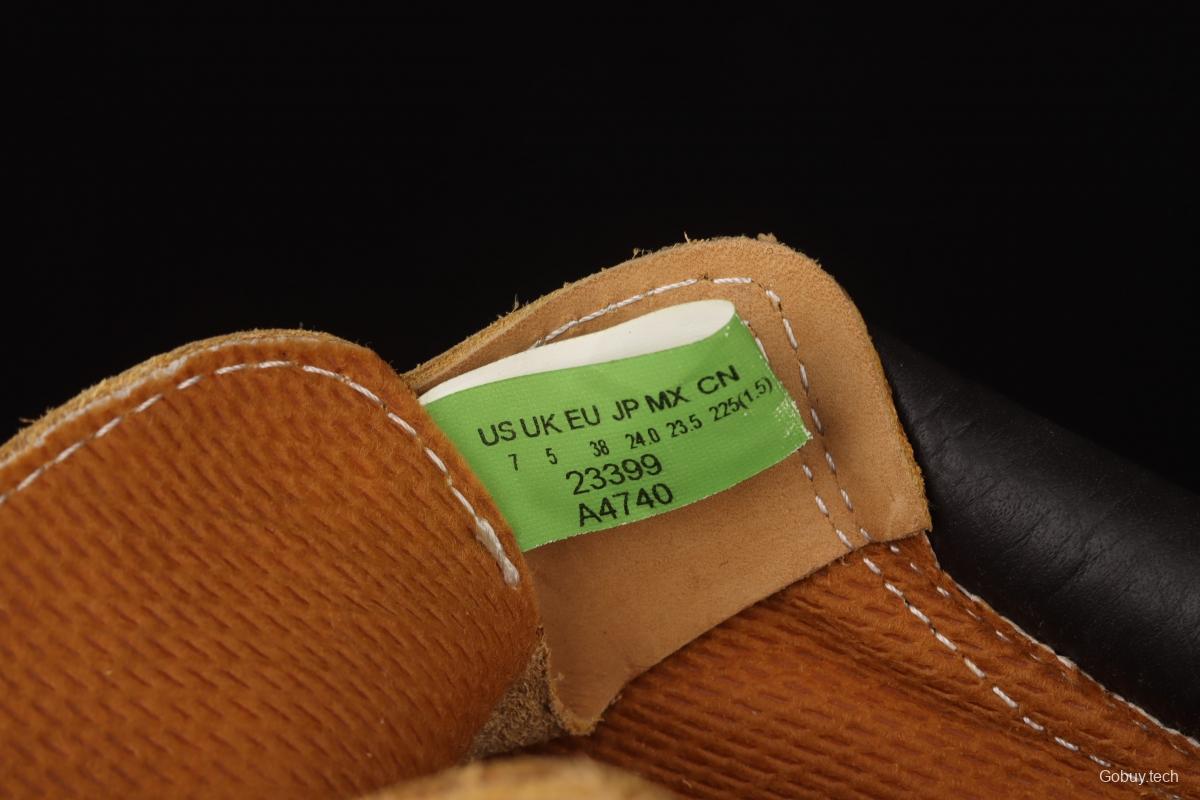 US UK EU JP MX CN
7 5 38 24.0 23.5 225(1.5)
23399
A4740
Gobuy.tech